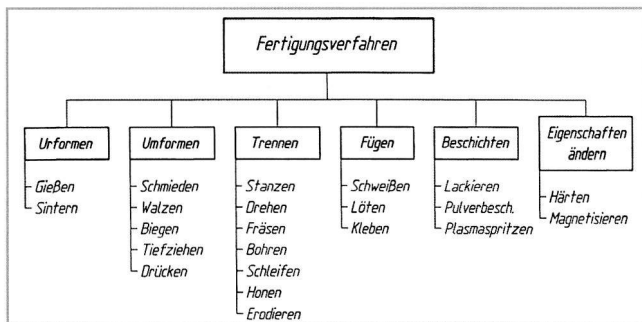 Fertigungsverfahren
Urformen
Gießen
Sintern
Umformen
Schmieden
Walzen
Biegen
Tiefziehen
Drücken
Trennen
Stanzen
Drehen
Fräsen
Bohren
Schleifen
Honen
Erodieren
Fügen
Schweißen
Löten
Kleben
Beschichten
Lackieren
Pulverbesch.
Plasmaspritzen
Eigenschaften
ändern
Härten
Magnetisieren